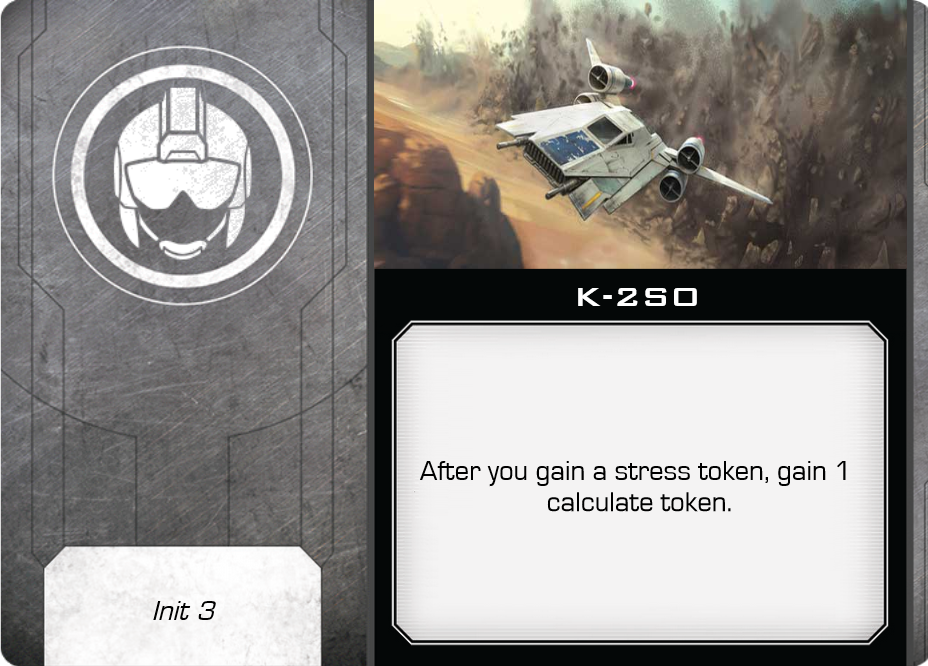 K-2SO
After you gain a stress token, gain 1
calculate token.
Init 3